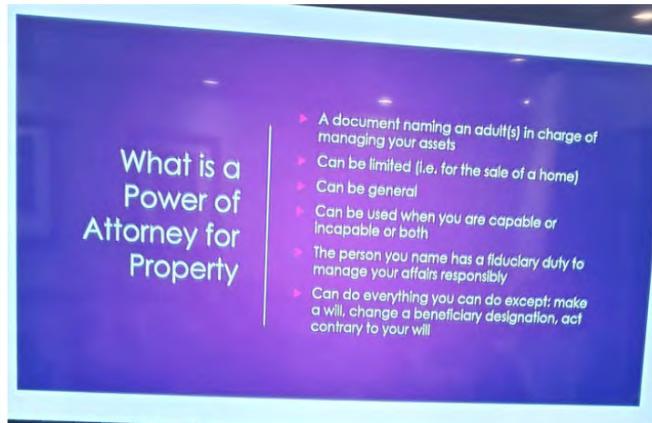 What is a
Power of
Attorney for
Property
A document naming an adult(s) in charge of
managing your assets
Can be limited (i.e. for the sale of a home)
Can be general
Can be used when you are capable or
incapable or both
The person you name has a fiduciary duty to
manage your affairs responsibly
Can do everything you can do except: make
a will, change a beneficiary designation, act
contrary to your will